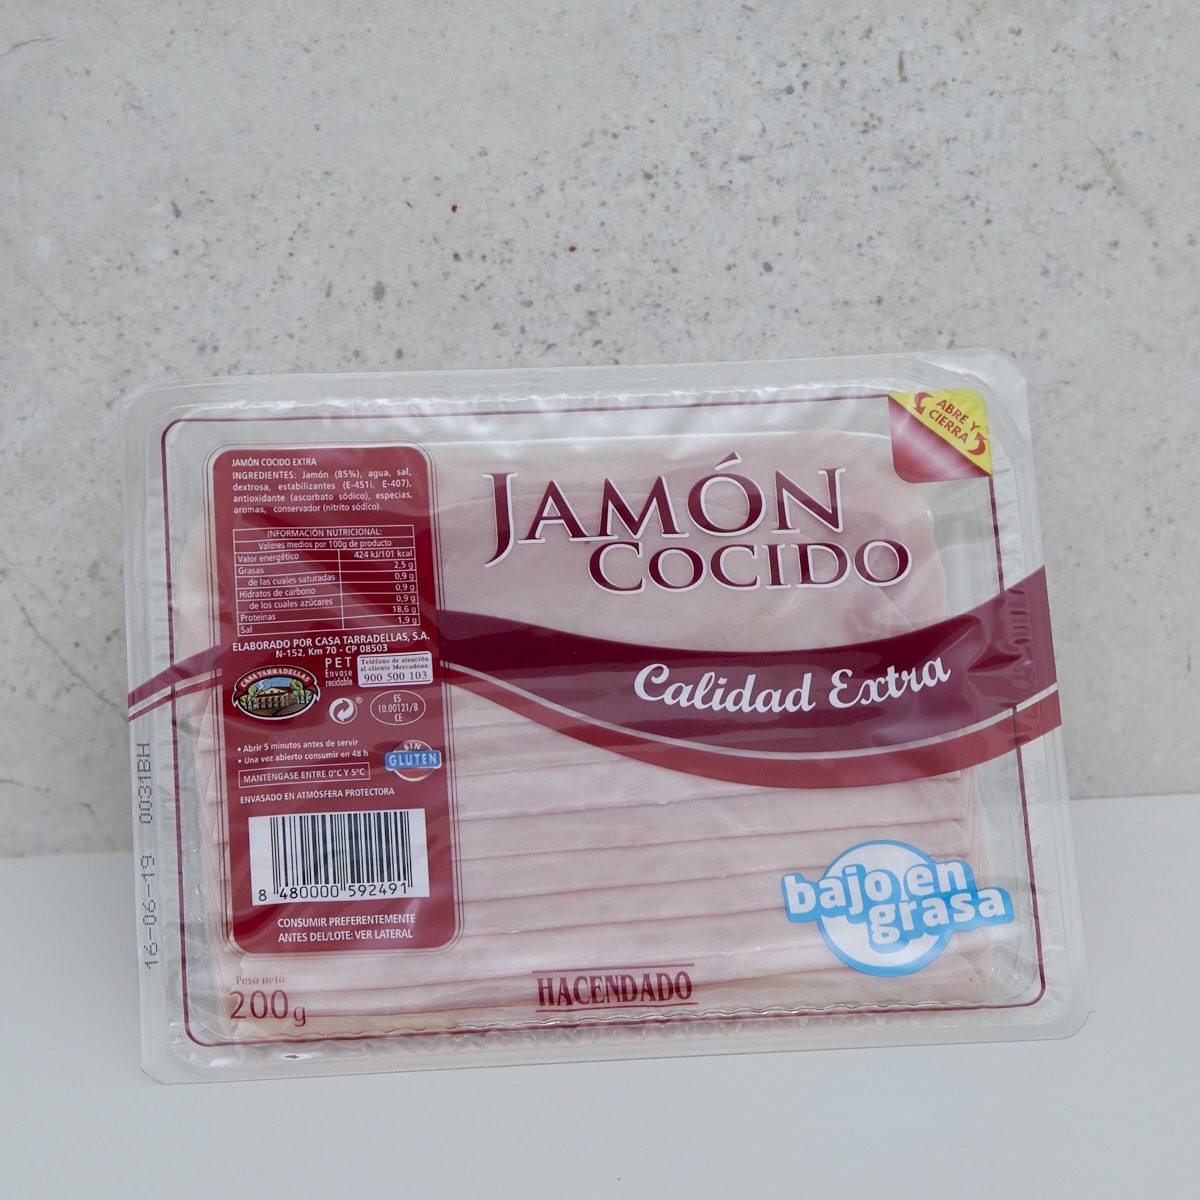 ABRE Y
CIERRA
JAMÓN
COCIDO
Calidad Extra
JAMÓN COCIDO EXTRA
INGREDIENTES: Jamón (85%), agua, sal,
dextrosa, estabilizantes (E-451i, E-407),
antioxidante (ascorbato sódico), especias,
aromas, conservador (nitrito sódico).
INFORMACIÓN NUTRICIONAL:
Valores medios por 100g de producto
Valor energético 424 kJ/101 kcal
Grasas 2,5 g
de las cuales saturadas 0,9 g
Hidratos de carbono 0,9 g
de los cuales azúcares 0,9 g
Proteínas 18,6 g
Sal 1,9 g
ELABORADO POR CASA TARRADELLAS, S.A.
N-152, Km 70 - CP 08503
CASA TARRADELLAS
PET
Envase
reciclable
Teléfono de atención
al cliente Mercadona
900 500 103
ES
10.00121/B
CE
• Abrir 5 minutos antes de servir
• Una vez abierto consumir en 48 h
MANTÉNGASE ENTRE 0°C Y 5°C
SIN
GLUTEN
ENVASADO EN ATMÓSFERA PROTECTORA
8 480000 592491
CONSUMIR PREFERENTEMENTE
ANTES DEL/LOTE: VER LATERAL
16-06-19 0031BH
bajo en
grasa
Peso neto:
200g
HACENDADO